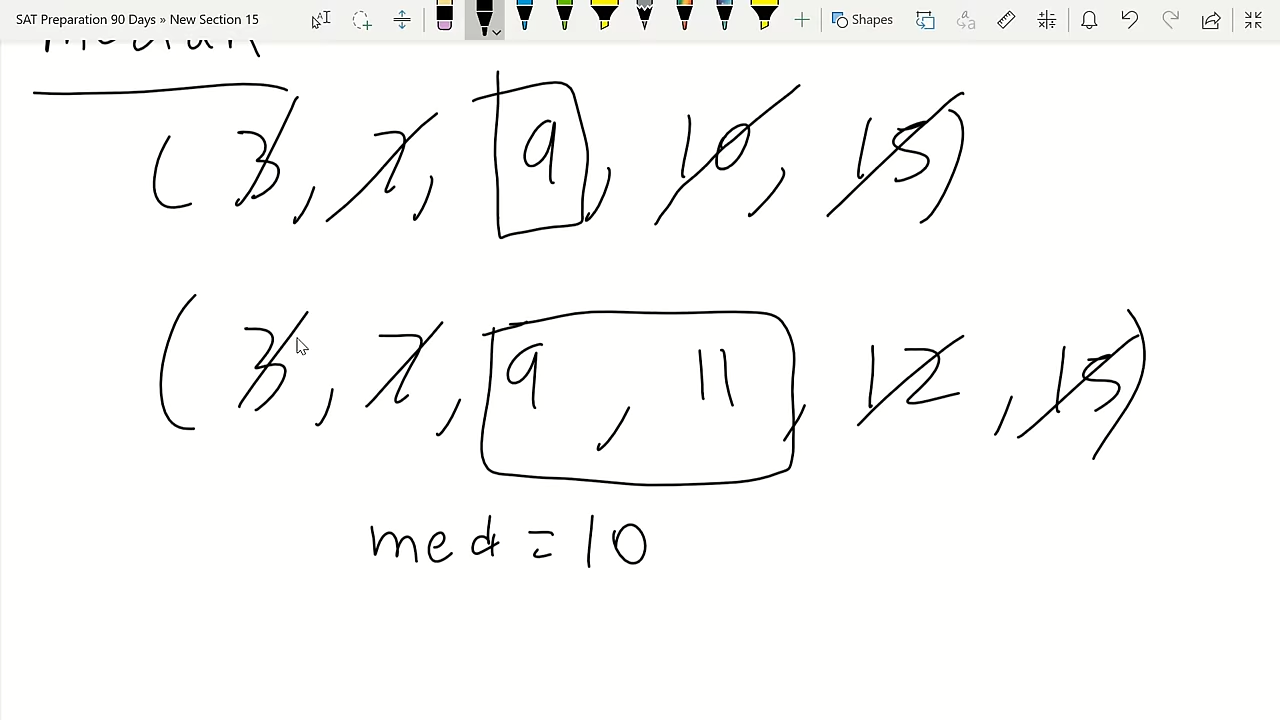 SAT Preparation 90 Days » New Section 15
Shapes
median
(3, 7, 9, 10, 15)
(3, 7, 9, 11, 12, 15)
med = 10